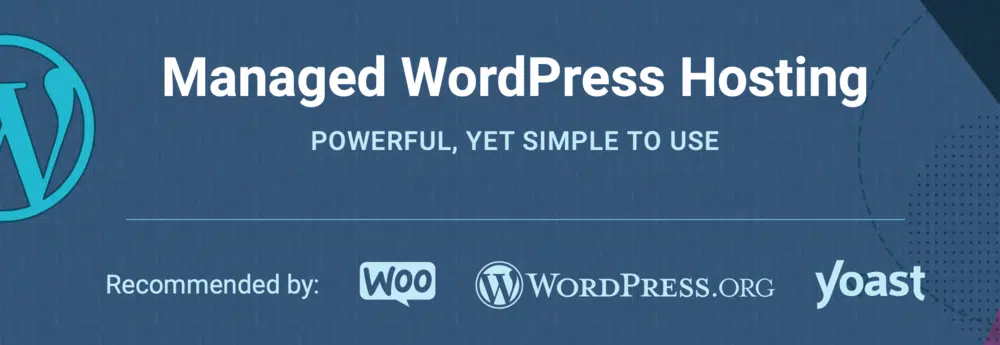 Managed WordPress Hosting
POWERFUL, YET SIMPLE TO USE
Recommended by: WOO WORDPRESS.ORG yoast